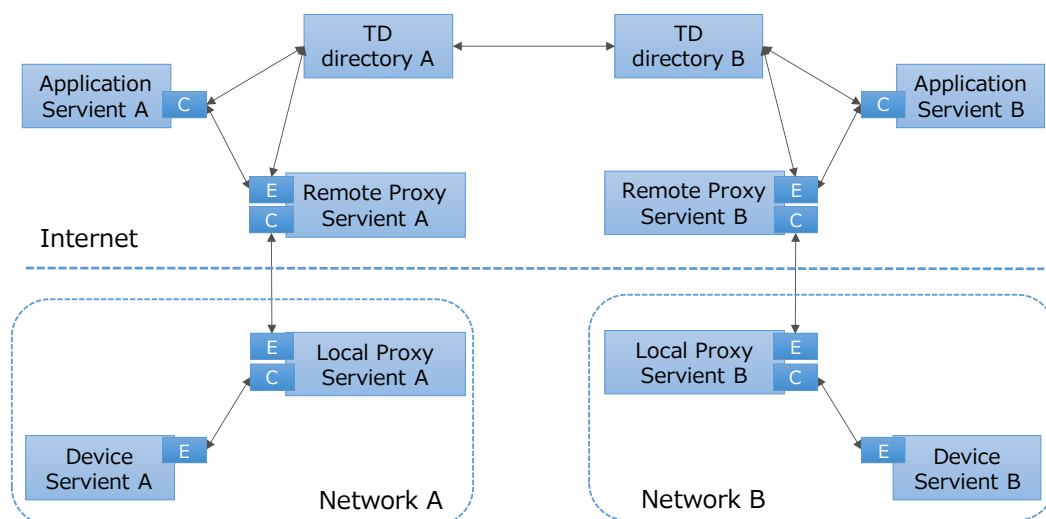 TD
directory A
TD
directory B
Application
Servient A
C
C
Application
Servient B
E
C
Remote Proxy
Servient A
Remote Proxy
Servient B
E
C
Internet
E
C
Local Proxy
Servient A
Local Proxy
Servient B
E
C
Device
Servient A
E
E
Device
Servient B
Network A
Network B